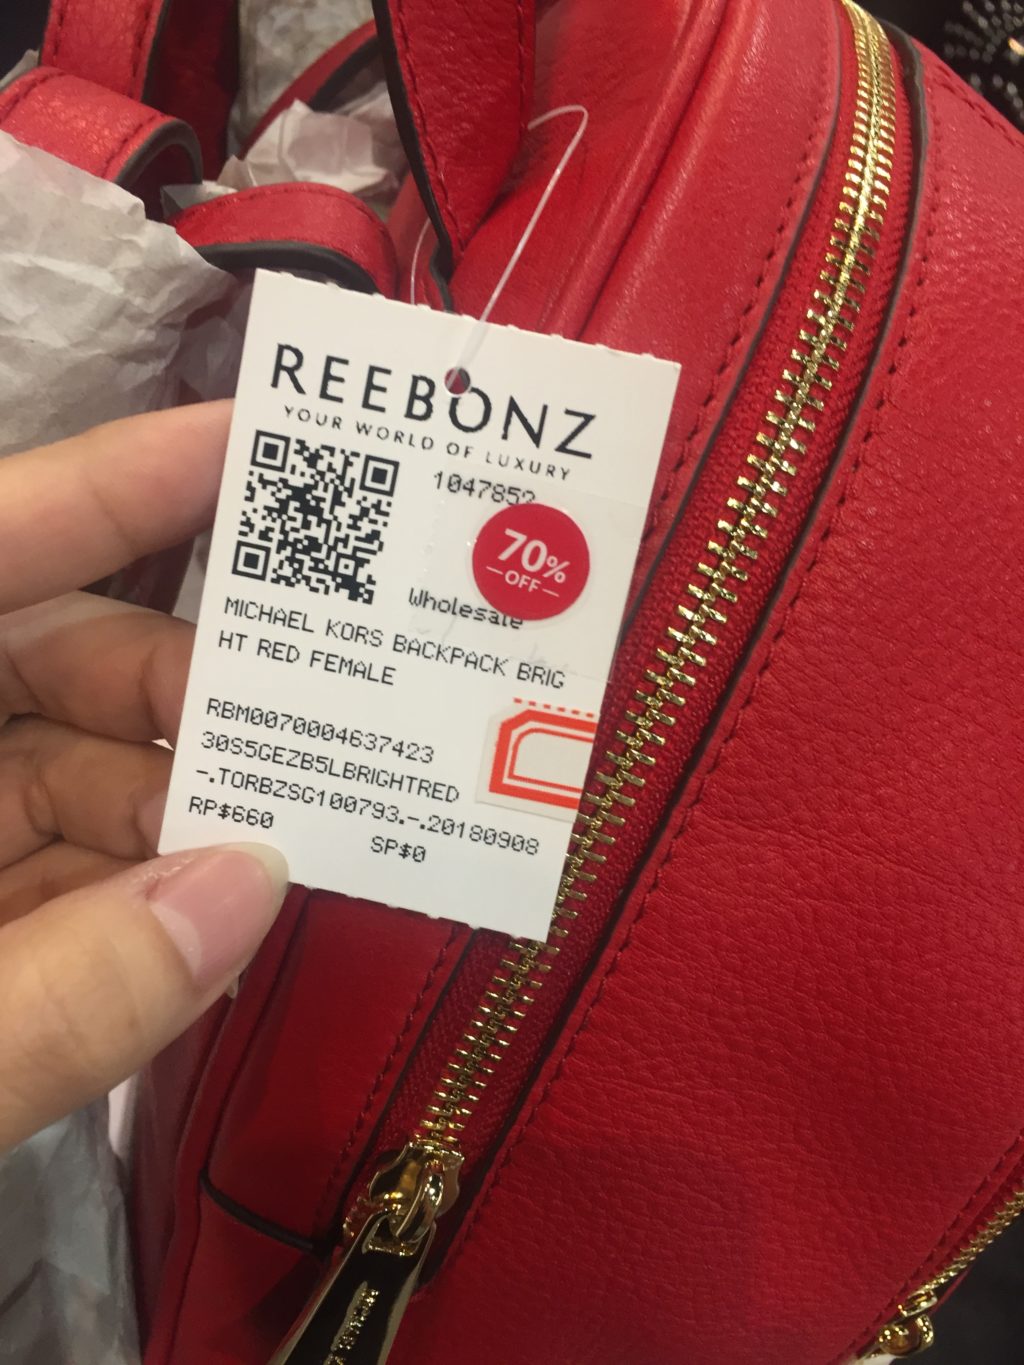 REEBONZ
YOUR WORLD OF LUXURY
1047852
70%
—OFF—
Wholesale
MICHAEL KORS BACKPACK BRIG
HT RED FEMALE
RBM0070004637423
30S5GEZB5LBRIGHTRED
-.TORBZSG100793.-.20180908
RP$660
SP$0